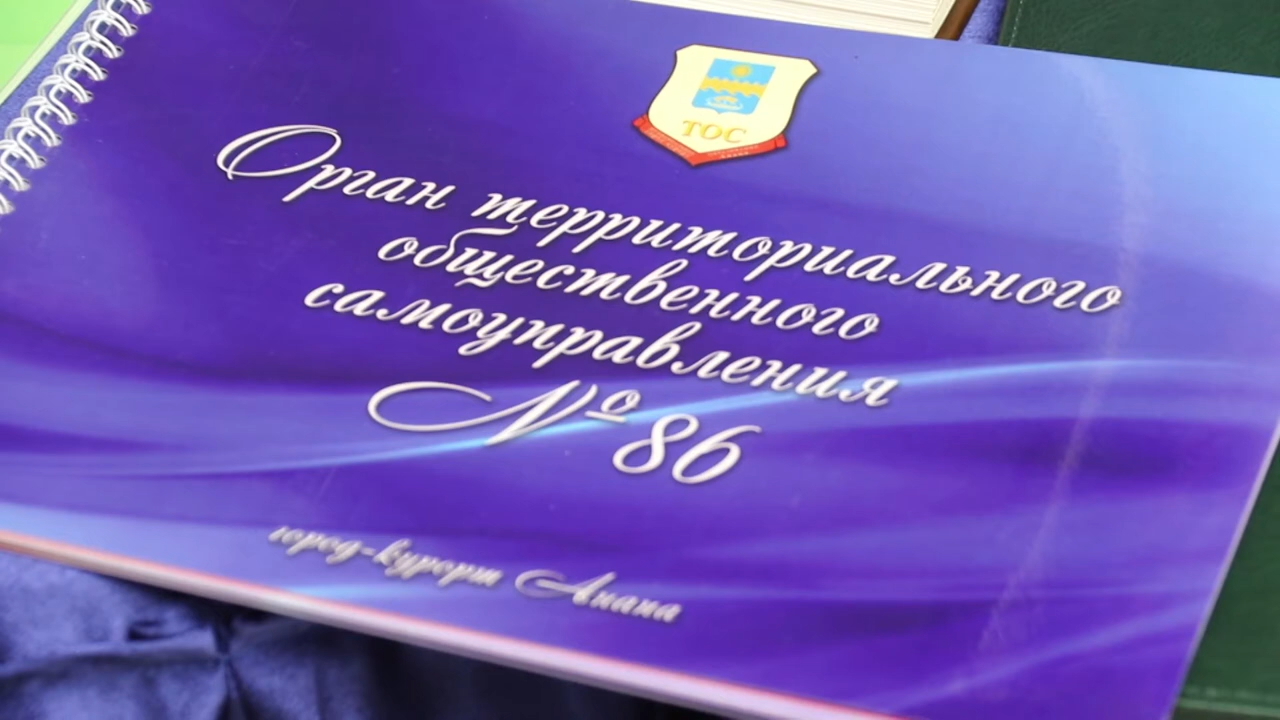 ТОС
Орган территориального
общественного
самоуправления
№ 86
город-курорт Анапа